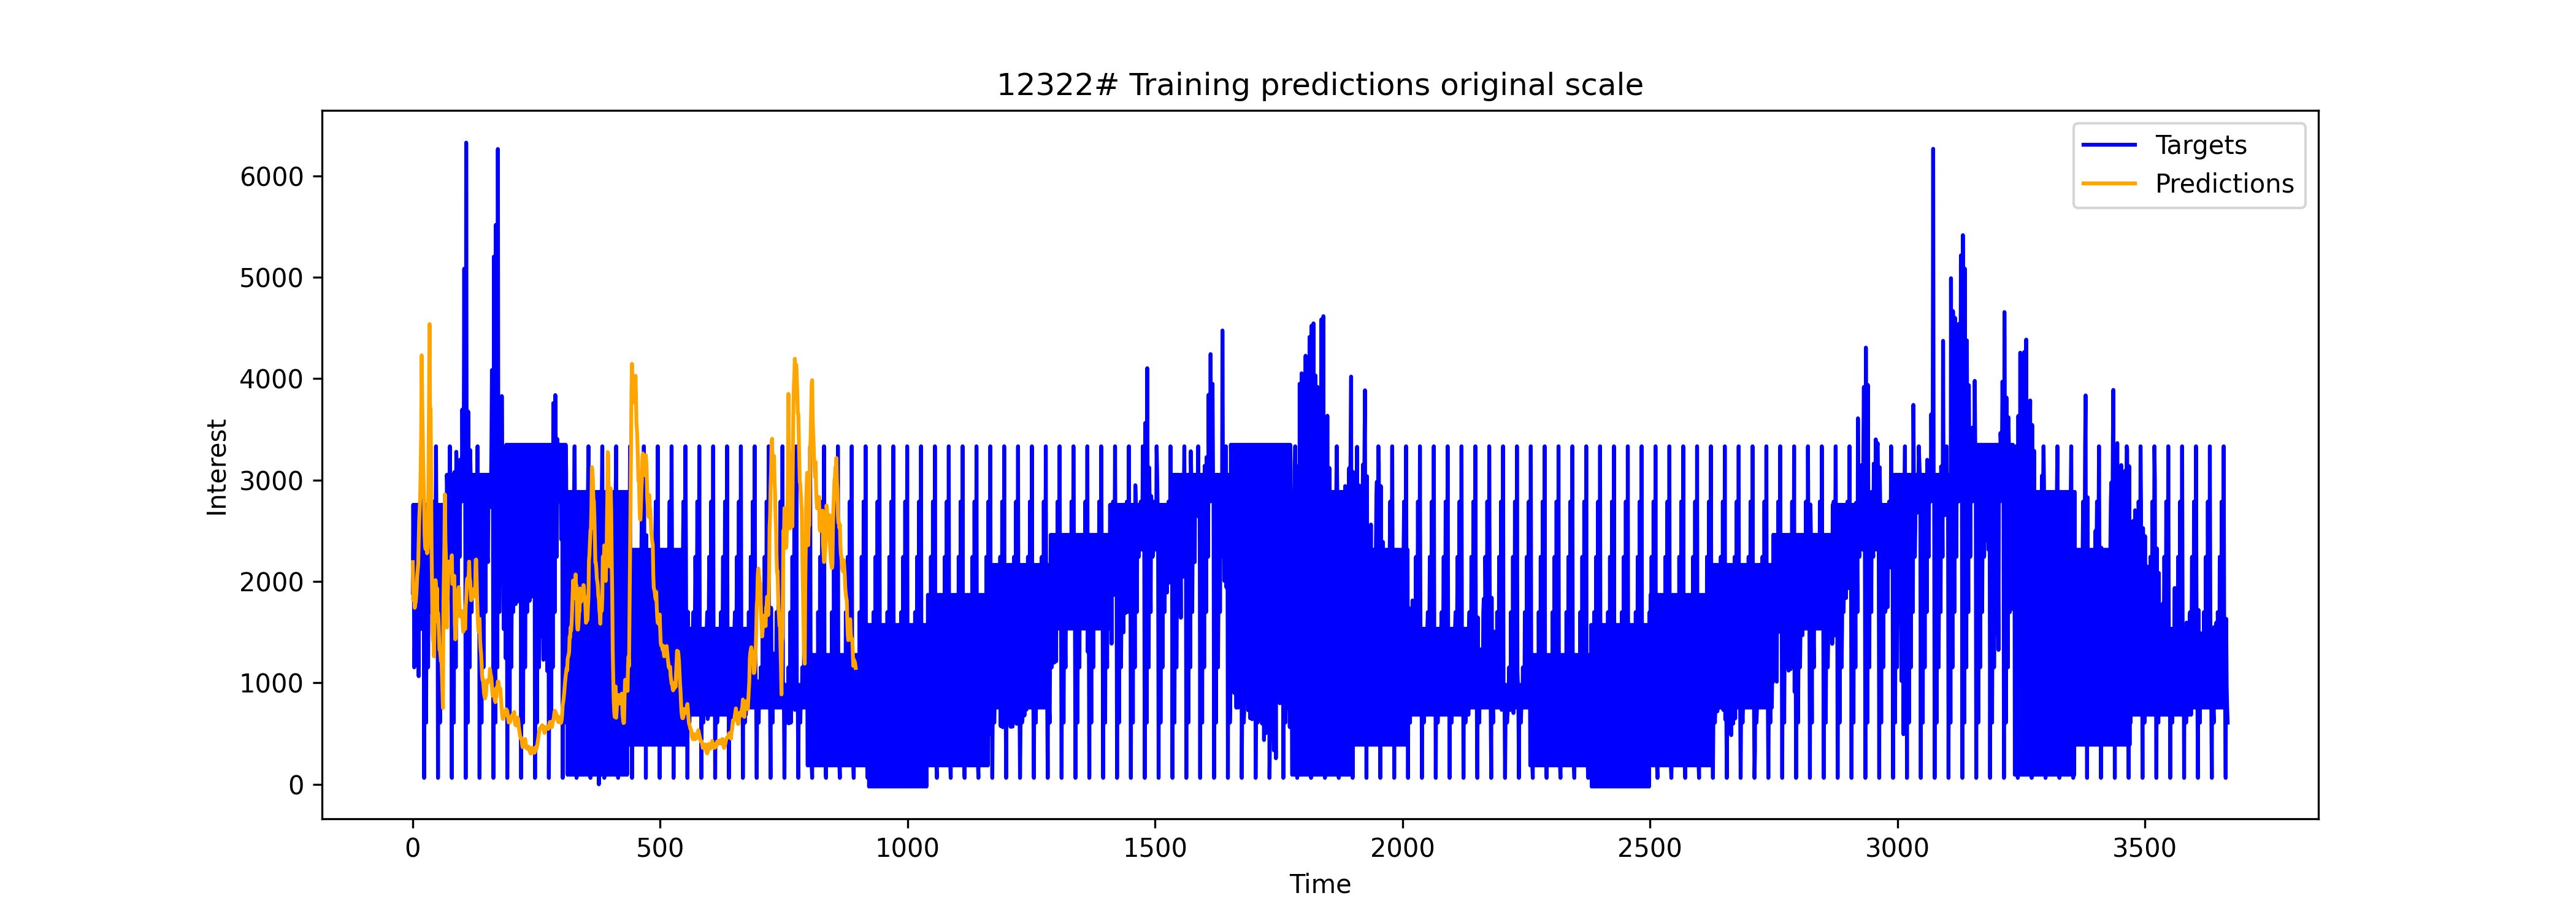 12322# Training predictions original scale
Targets
Predictions
Interest
6000
5000
4000
3000
2000
1000
0
0 500 1000 1500 2000 2500 3000 3500
Time